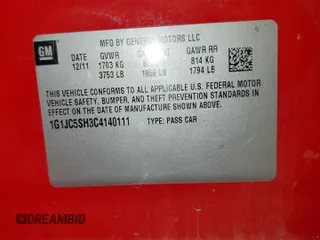 GM
MFD BY GENERAL MOTORS LLC
DATE GVWR GAWR RR
12/11 1703 KG 814 KG
3753 LB 1959 LB 1794 LB
THIS VEHICLE CONFORMS TO ALL APPLICABLE U.S. FEDERAL MOTOR
VEHICLE SAFETY, BUMPER, AND THEFT PREVENTION STANDARDS IN
EFFECT ON THE DATE OF MANUFACTURE SHOWN ABOVE.
1G1JC5SH3C4140111 TYPE: PASS CAR
DREAMBID